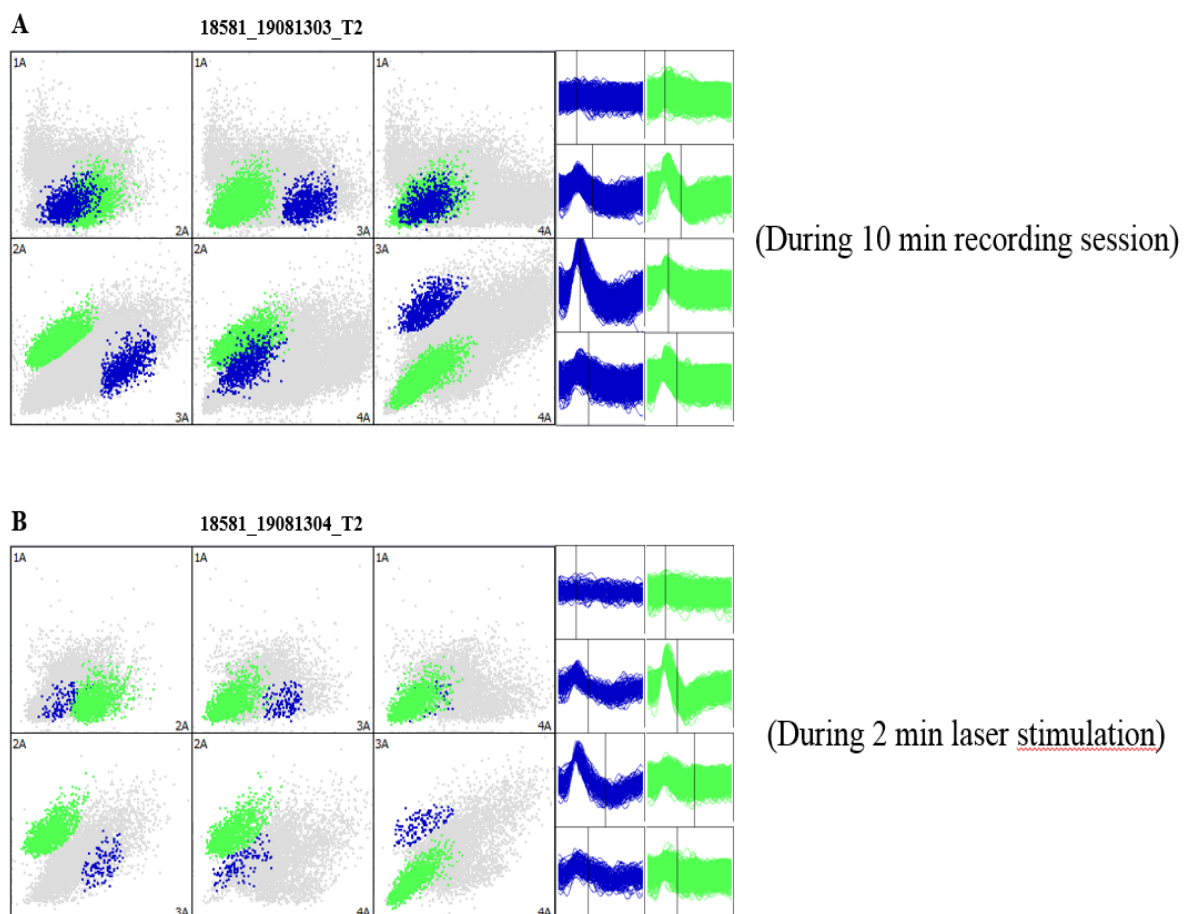 A
18581_19081303_T2
1A 1A 1A
2A 3A 4A
2A 2A 3A
3A 4A 4A
(During 10 min recording session)
B
18581_19081304_T2
1A 1A 1A
2A 3A 4A
2A 2A 3A
3A 4A 4A
(During 2 min laser stimulation)